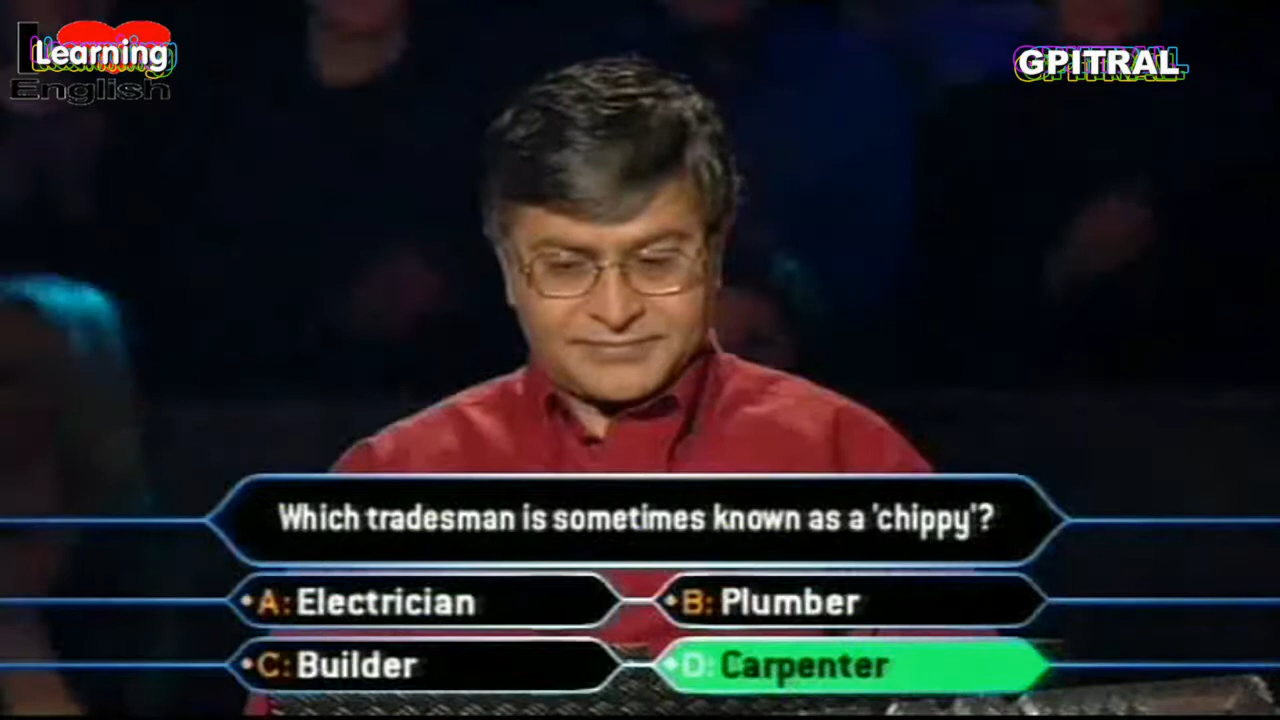 I
Learning
English
GPITRAL
Which tradesman is sometimes known as a 'chippy'?
A: Electrician
B: Plumber
C: Builder
D: Carpenter